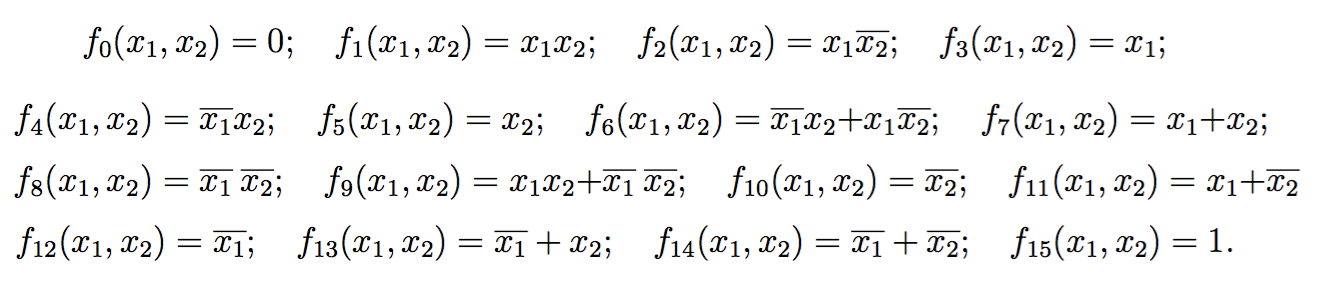 f₀(x₁, x₂) = 0; f₁(x₁, x₂) = x₁x₂; f₂(x₁, x₂) = x₁x̅₂; f₃(x₁, x₂) = x₁;
f₄(x₁, x₂) = x̅₁x₂; f₅(x₁, x₂) = x₂; f₆(x₁, x₂) = x̅₁x₂+x₁x̅₂; f₇(x₁, x₂) = x₁+x₂;
f₈(x₁, x₂) = x̅₁ x̅₂; f₉(x₁, x₂) = x₁x₂+x̅₁ x̅₂; f₁₀(x₁, x₂) = x̅₂; f₁₁(x₁, x₂) = x₁+x̅₂
f₁₂(x₁, x₂) = x̅₁; f₁₃(x₁, x₂) = x̅₁ + x₂; f₁₄(x₁, x₂) = x̅₁ + x̅₂; f₁₅(x₁, x₂) = 1.